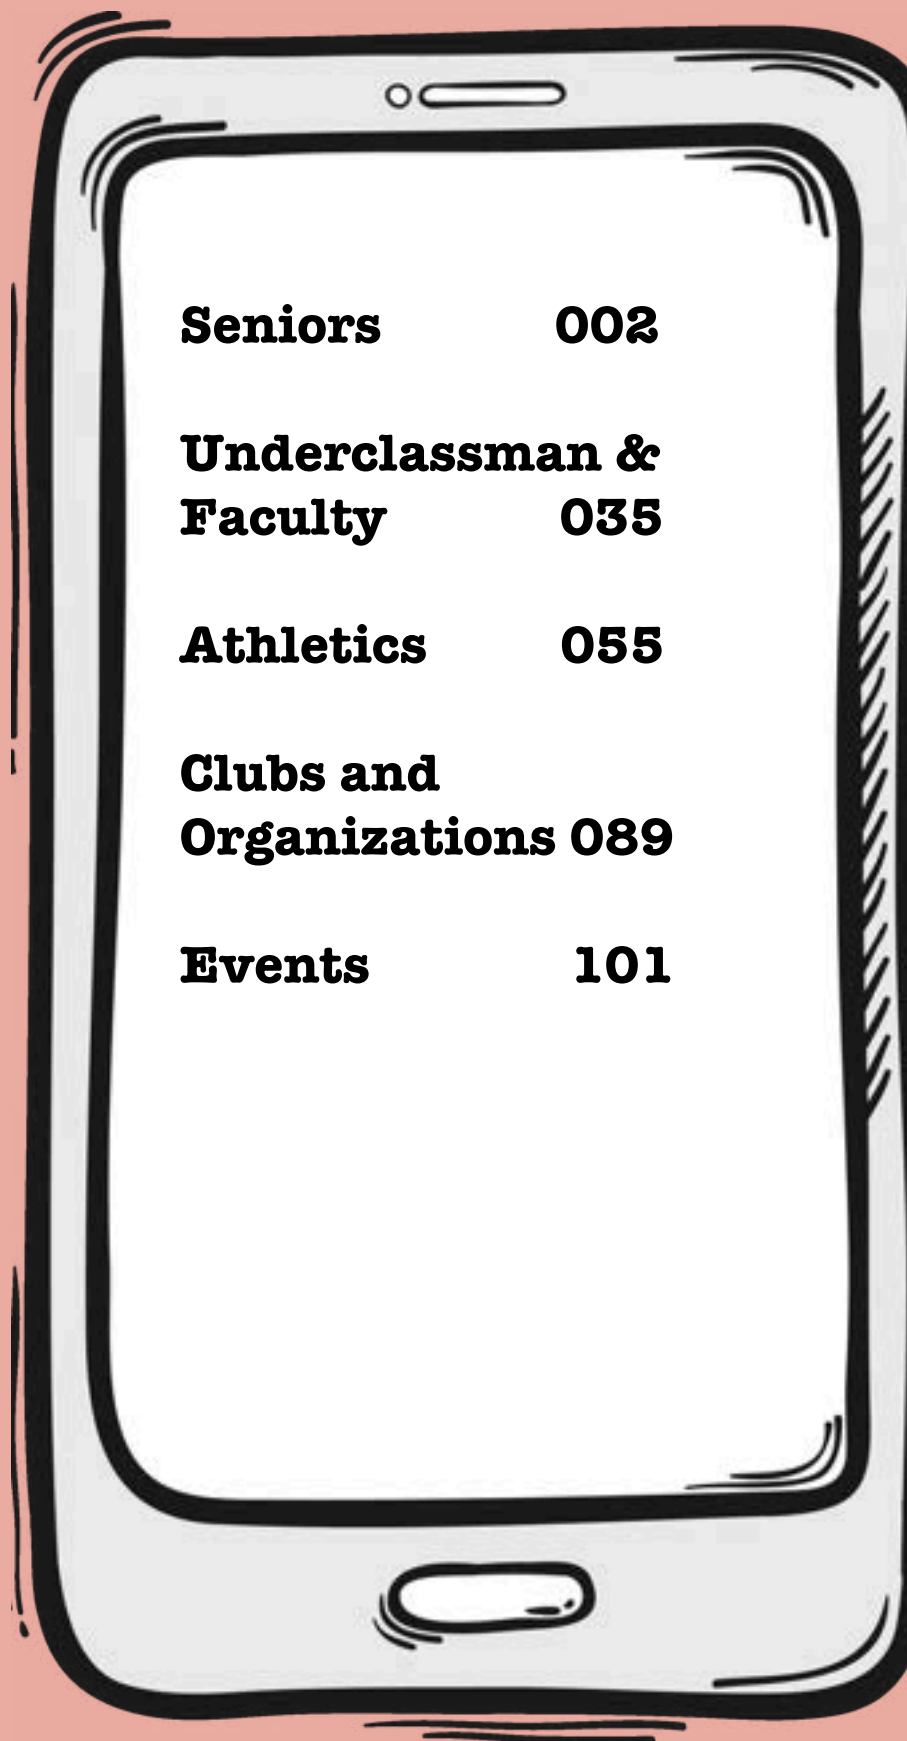 Seniors 002
Underclassman &
Faculty 035
Athletics 055
Clubs and
Organizations 089
Events 101